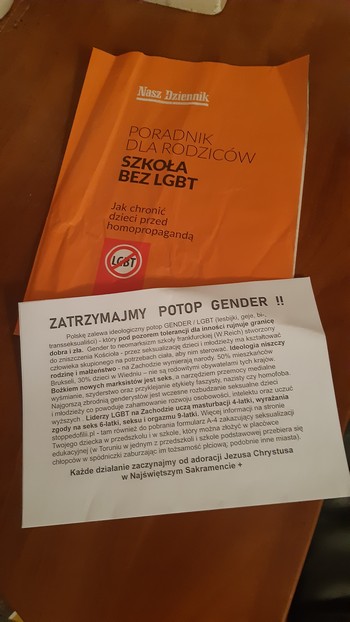 Nasz Dziennik
PORADNIK
DLA RODZICÓW
SZKOŁA
BEZ LGBT
Jak chronić
dzieci przed
homopropagandą
LGBT
ZATRZYMAJMY POTOP GENDER !!
Polskę zalewa ideologiczny potop GENDER / LGBT (lesbijki, geje, bi-,
transseksualiści) - który pod pozorem tolerancji dla inności rujnuje granicę
dobra i zła. Gender to neomarksizm szkoły frankfurckiej (W.Reich) stworzony
do zniszczenia Kościoła - przez seksualizację dzieci i młodzieży ma kształtować
człowieka skupionego na potrzebach ciała, aby nim sterować. Ideologia niszczy
rodzinę i małżeństwo - na Zachodzie wymierają narody. 50% mieszkańców
Brukseli, 30% dzieci w Wiedniu – nie są rodowitymi obywatelami tych krajów.
Bożkiem nowych marksistów jest seks, a narzędziem przemocy medialne
wyśmianie, szyderstwo oraz przyklejanie etykiety faszysty, nazisty czy homofoba.
Najgorszą zbrodnią genderystów jest wczesne rozbudzanie seksualne dzieci
i młodzieży co powoduje zahamowanie rozwoju osobowości, intelektu oraz uczuć
wyższych. Liderzy LGBT na Zachodzie uczą masturbacji 4-latki, wyrażania
zgody na seks 6-latki, seksu i orgazmu 9-latki. Więcej informacji na stronie
stoppedofilii.pl - tam również do pobrania formularz A-4 zakazujący seksualizacji
Twojego dziecka w przedszkolu i w szkole, który można złożyć w placówce
edukacyjnej (w Toruniu w jednym z przedszkoli i szkole podstawowej przebiera się
chłopców w spódniczki zaburzając im tożsamość płciową; podobnie inne miasta).
Każde działanie zaczynajmy od adoracji Jezusa Chrystusa
w Najświętszym Sakramencie +